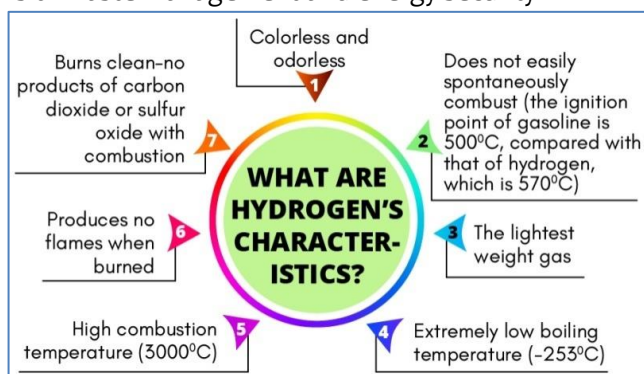 and energy security
Colorless and
odorless
1
Does not easily
spontaneously
combust (the ignition
point of gasoline is
500⁰C, compared with
that of hydrogen,
which is 570⁰C)
2
The lightest
weight gas
3
Extremely low boiling
temperature (-253⁰C)
4
High combustion
temperature (3000⁰C)
5
Produces no
flames when
burned
6
Burns clean-no
products of carbon
dioxide or sulfur
oxide with
combustion
7
WHAT ARE
HYDROGEN'S
CHARACTER-
ISTICS?